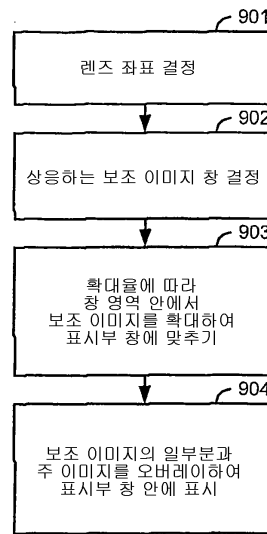 901
렌즈 좌표 결정
902
상응하는 보조 이미지 창 결정
903
확대율에 따라
창 영역 안에서
보조 이미지를 확대하여
표시부 창에 맞추기
904
보조 이미지의 일부분과
주 이미지를 오버레이하여
표시부 창 안에 표시